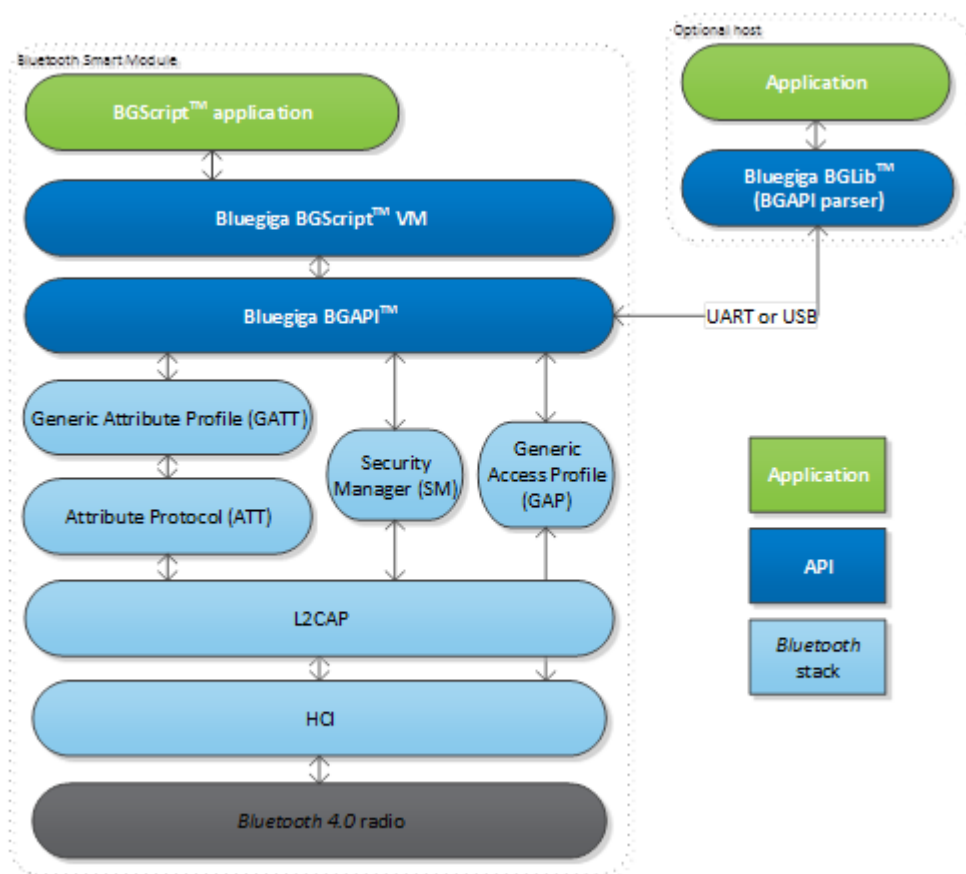 Bluetooth Smart Module
BGScript™ application
Bluegiga BGScript™ VM
Bluegiga BGAPI™
Generic Attribute Profile (GATT)
Attribute Protocol (ATT)
Security
Manager (SM)
Generic
Access Profile
(GAP)
L2CAP
HCI
Bluetooth 4.0 radio
Optional host
Application
Bluegiga BGLib™
(BGAPI parser)
UART or USB
Application
API
Bluetooth
stack